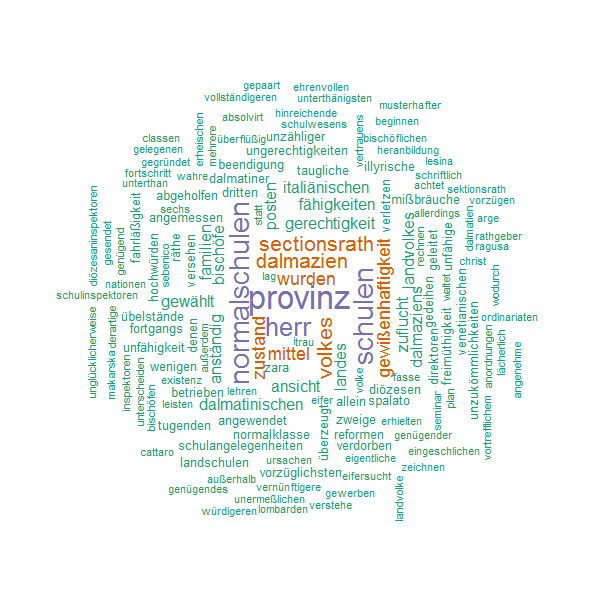 gepaart
ehrenvollen
vollständigeren
unterthänigsten
musterhafter
absolvirt
hinreichende
schulwesens
beginnen
classen
erheischen
mehrere
überflüßig
unzähliger
vertrauens
bischöflichen
gelegenen
ungerechtigkeiten
heranbildung
gegründet
beendigung
taugliche
illyrische
lesina
fortschritt
wahre
dalmatiner
schriftlich
unterthan
abgeholfen
dritten
italiänischen
achtet
sektionsrath
diözesaninspektoren
gesendet
genügend
fahrläßigkeit
sechs
angemessen
statt
posten
fähigkeiten
verletzen
mißbräuche
vorzügen
allerdings
arge
gerechtigkeit
hochwürden
sebenico
räthe
versehen
familien
bischöfe
normalschulen
sectionsrath
landvolkes
rechnen
geleitet
unfähige
dalmatien
rathgeber
ragusa
nationen
dalmazien
gewißenhaftigkeit
christ
schulinspektoren
lag
wurden
schulen
zuflucht
dalmaziens
gedeihen
waltet
venetianischen
wodurch
unglücklicherweise
makarska
derartige
gewählt
provinz
übelstände
denen
anständig
zustand
herr
volkes
direktoren
freimüthigkeit
unzukömmlichkeiten
ordinariaten
anordnungen
lächerlich
angenehme
fortgangs
unfähigkeit
außerdem
itrau
mittel
inspektoren
unterscheiden
bischöfen
wenigen
zara
landes
volke
fasse
existenz
ansicht
diözesen
plan
betrieben
lehren
leisten
dalmatinischen
eifer
allein
spalato
seminar
vortrefflichem
tugenden
angewendet
überzeugt
zweige
erhielten
normalklasse
reformen
genügender
schulangelegenheiten
verdorben
eingeschlichen
cattaro
landschulen
ursachen
eigentliche
vorzüglichsten
zeichnen
außerhalb
eifersucht
genügendes
vernünftigere
gewerben
landvolke
unermeßlichen
würdigeren
lombarden
verstehe